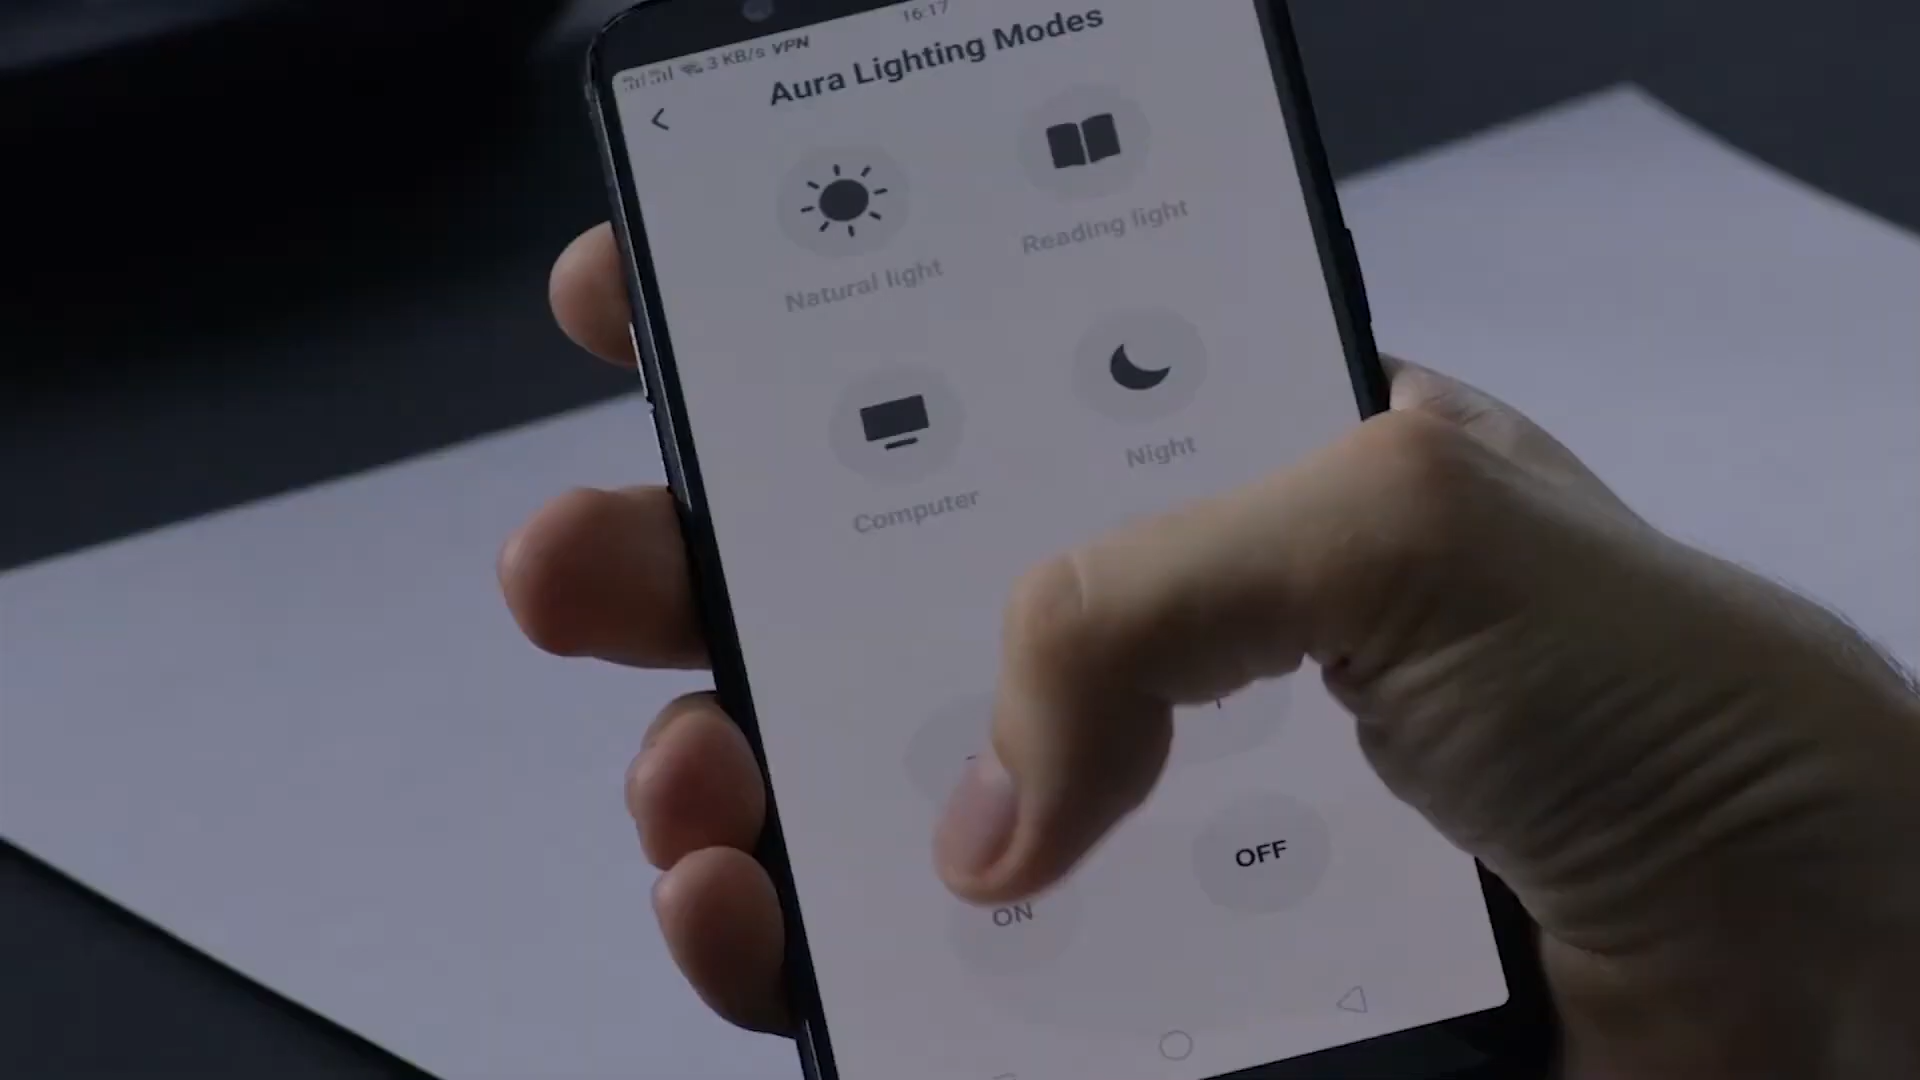 16:17
3 KB/s VPN
Aura Lighting Modes
Natural light
Reading light
Computer
Night
ON
OFF